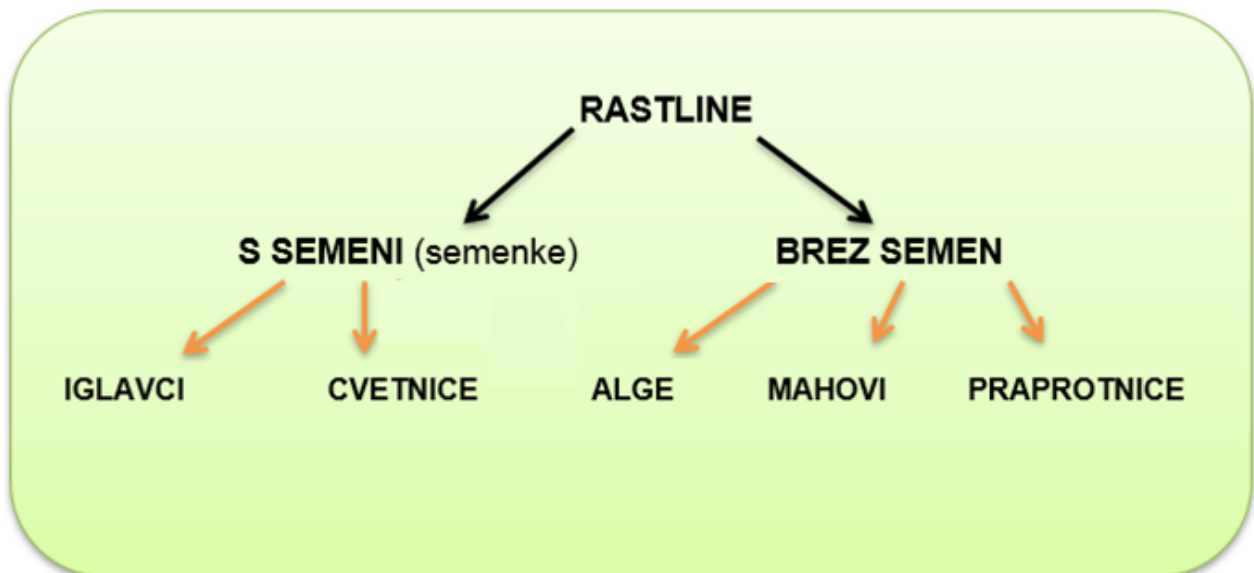 RASTLINE
S SEMENI (semenke) BREZ SEMEN
IGLAVCI CVETNICE ALGE MAHOVI PRAPROTNICE